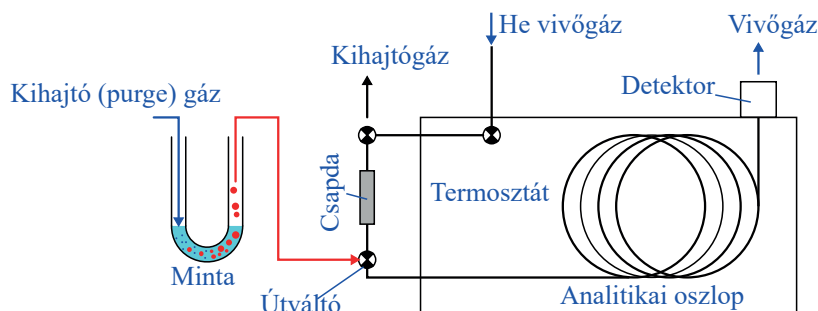 He vivőgáz
Vivőgáz
Kihajtógáz
Detektor
Kihajtó (purge) gáz
Csapda
Termosztát
Minta
Útváltó
Analitikai oszlop